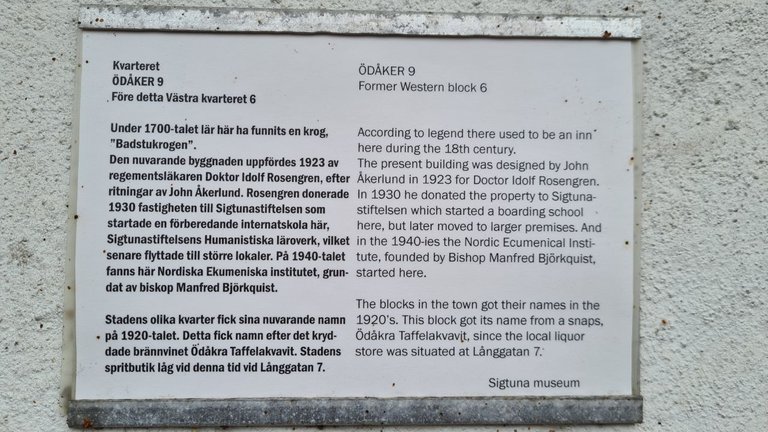 Kvarteret
ÖDÅKER 9
Före detta Västra kvarteret 6
Under 1700-talet lär här ha funnits en krog,
"Badstukrogen".
Den nuvarande byggnaden uppfördes 1923 av
regementsläkaren Doktor Idolf Rosengren, efter
ritningar av John Åkerlund. Rosengren donerade
1930 fastigheten till Sigtunastiftelsen som
startade en förberedande internatskola här,
Sigtunastiftelsens Humanistiska läroverk, vilket
senare flyttade till större lokaler. På 1940-talet
fanns här Nordiska Ekumeniska institutet, grun-
dat av biskop Manfred Björkquist.
Stadens olika kvarter fick sina nuvarande namn
på 1920-talet. Detta fick namn efter det kryd-
dade brännvinet Ödåkra Taffelakvavit. Stadens
spritbutik låg vid denna tid vid Långgatan 7.
ÖDÅKER 9
Former Western block 6
According to legend there used to be an inn
here during the 18th century.
The present building was designed by John
Åkerlund in 1923 for Doctor Idolf Rosengren.
In 1930 he donated the property to Sigtuna-
stiftelsen which started a boarding school
here, but later moved to larger premises. And
in the 1940-ies the Nordic Ecumenical Insti-
tute, founded by Bishop Manfred Björkquist,
started here.
The blocks in the town got their names in the
1920's. This block got its name from a snaps,
Ödåkra Taffelakvavit, since the local liquor
store was situated at Långgatan 7.
Sigtuna museum